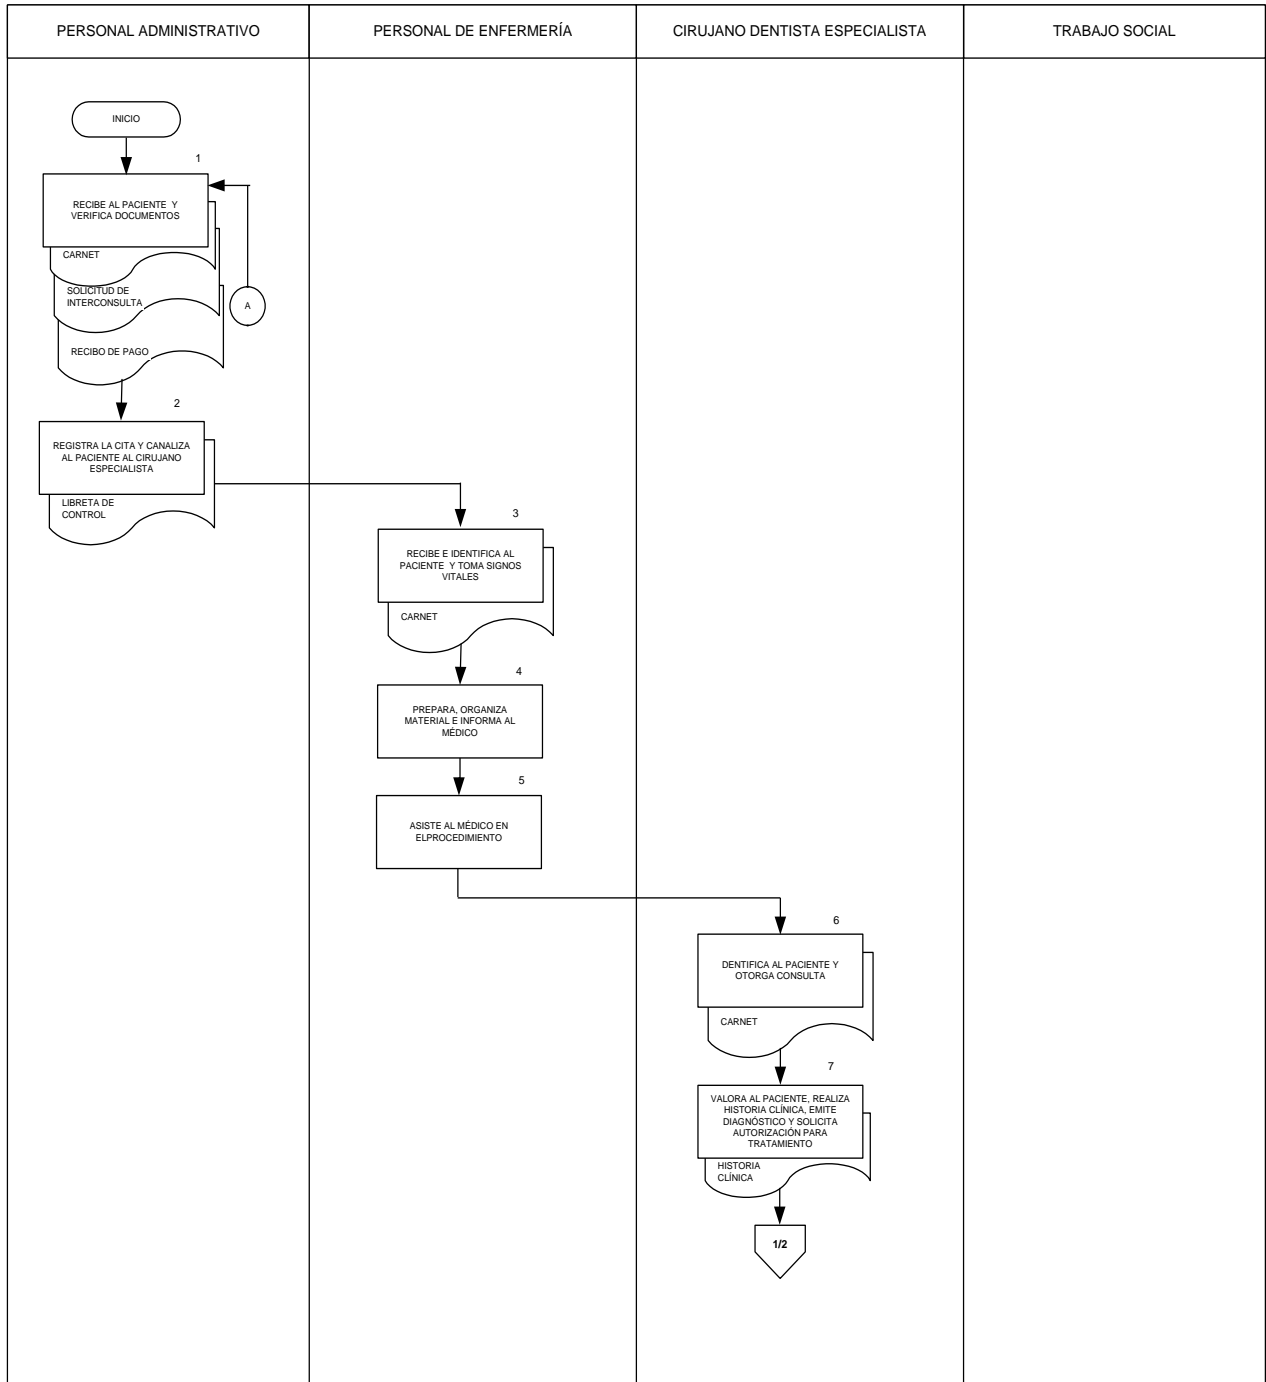 PERSONAL ADMINISTRATIVO
PERSONAL DE ENFERMERÍA
CIRUJANO DENTISTA ESPECIALISTA
TRABAJO SOCIAL
INICIO
1
RECIBE AL PACIENTE Y
VERIFICA DOCUMENTOS
CARNET
SOLICITUD DE
INTERCONSULTA
A
RECIBO DE PAGO
2
REGISTRA LA CITA Y CANALIZA
AL PACIENTE AL CIRUJANO
ESPECIALISTA
LIBRETA DE
CONTROL
3
RECIBE E IDENTIFICA AL
PACIENTE Y TOMA SIGNOS
VITALES
CARNET
4
PREPARA, ORGANIZA
MATERIAL E INFORMA AL
MÉDICO
5
ASISTE AL MÉDICO EN
ELPROCEDIMIENTO
6
DENTIFICA AL PACIENTE Y
OTORGA CONSULTA
CARNET
7
VALORA AL PACIENTE, REALIZA
HISTORIA CLÍNICA, EMITE
DIAGNÓSTICO Y SOLICITA
AUTORIZACIÓN PARA
TRATAMIENTO
HISTORIA
CLÍNICA
1/2